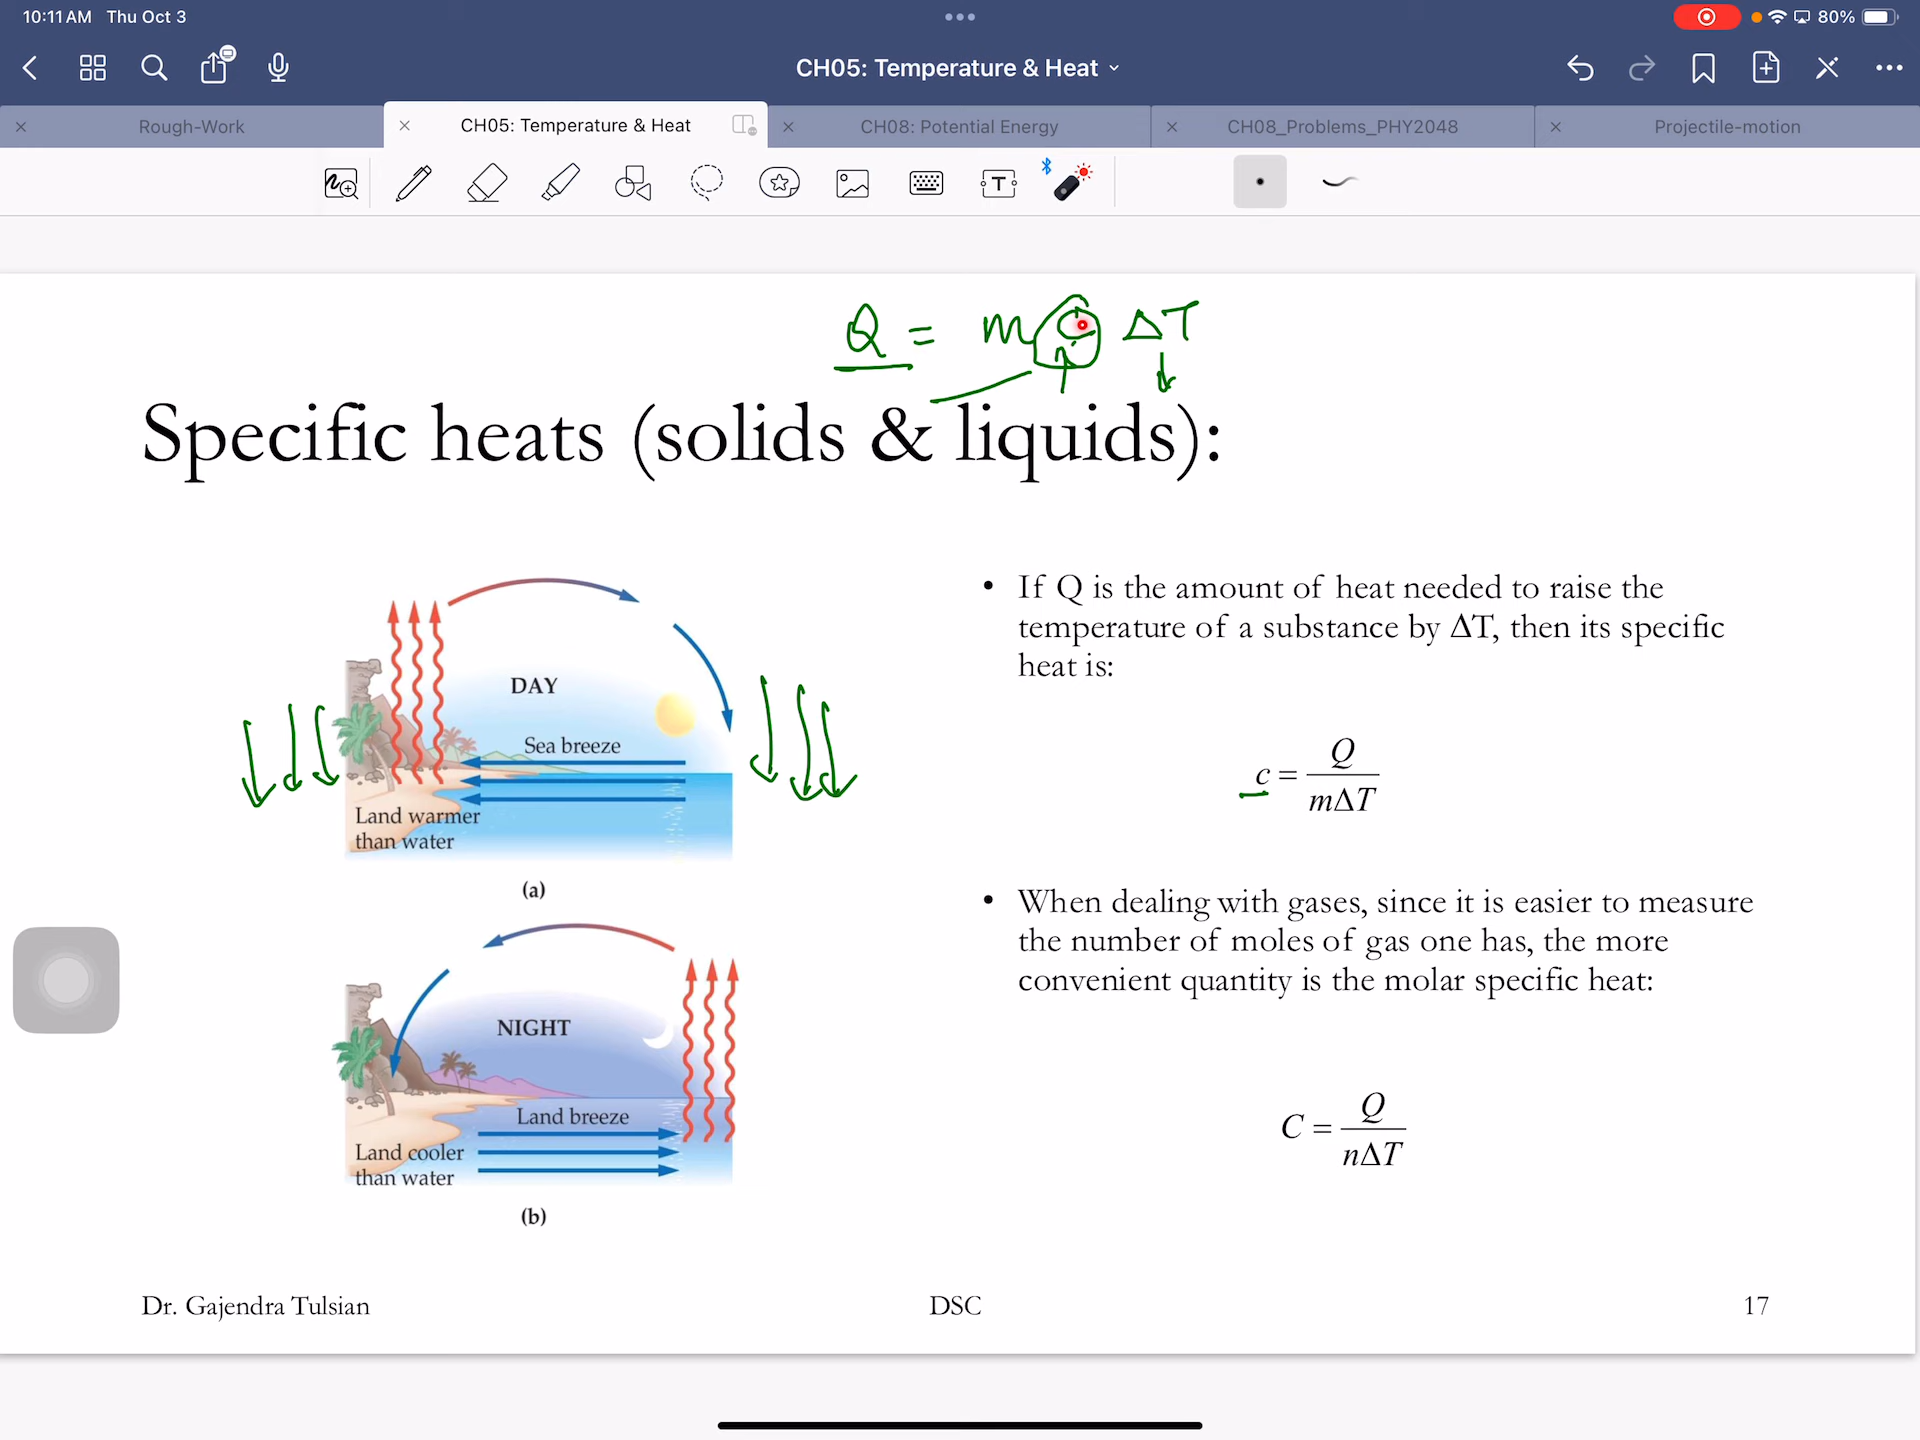 10:11 AM Thu Oct 3
80%
CH05: Temperature & Heat
Rough-Work
CH05: Temperature & Heat
CH08: Potential Energy
CH08_Problems_PHY2048
Projectile-motion
T
Q = m ΔT
Specific heats (solids & liquids):
DAY
Sea breeze
Land warmer
than water
(a)
NIGHT
Land breeze
Land cooler
than water
(b)
• If Q is the amount of heat needed to raise the
temperature of a substance by ΔT, then its specific
heat is:
c = Q / mΔT
• When dealing with gases, since it is easier to measure
the number of moles of gas one has, the more
convenient quantity is the molar specific heat:
C = Q / nΔT
Dr. Gajendra Tulsian
DSC
17